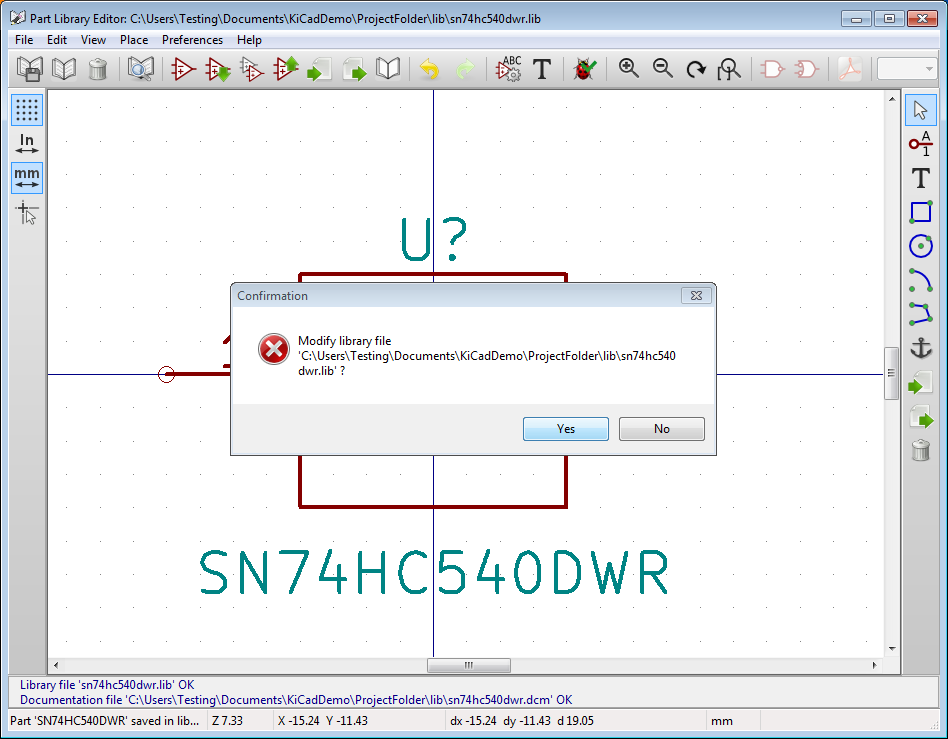 Part Library Editor: C:\Users\Testing\Documents\KiCadDemo\ProjectFolder\lib\sn74hc540dwr.lib
File Edit View Place Preferences Help
ABC
T
In
mm
A
1
T
U?
Confirmation
Modify library file
'C:\Users\Testing\Documents\KiCadDemo\ProjectFolder\lib\sn74hc540
dwr.lib' ?
Yes No
SN74HC540DWR
Library file 'sn74hc540dwr.lib' OK
Documentation file 'C:\Users\Testing\Documents\KiCadDemo\ProjectFolder\lib\sn74hc540dwr.dcm' OK
Part 'SN74HC540DWR' saved in lib... Z 7.33 X -15.24 Y -11.43 dx -15.24 dy -11.43 d 19.05 mm